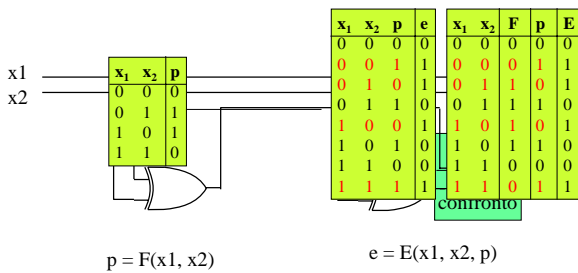 x1
x2
x₁ x₂ p
0 0 0
0 1 1
1 0 1
1 1 0
x₁ x₂ p e
0 0 0 0
0 0 1 1
0 1 0 1
0 1 1 0
1 0 0 1
1 0 1 0
1 1 0 0
1 1 1 1
x₁ x₂ F p E
0 0 0 0 0
0 0 0 1 1
0 1 1 0 1
0 1 1 1 0
1 0 1 0 1
1 0 1 1 0
1 1 0 0 0
1 1 0 1 1
confronto
p = F(x1, x2)
e = E(x1, x2, p)